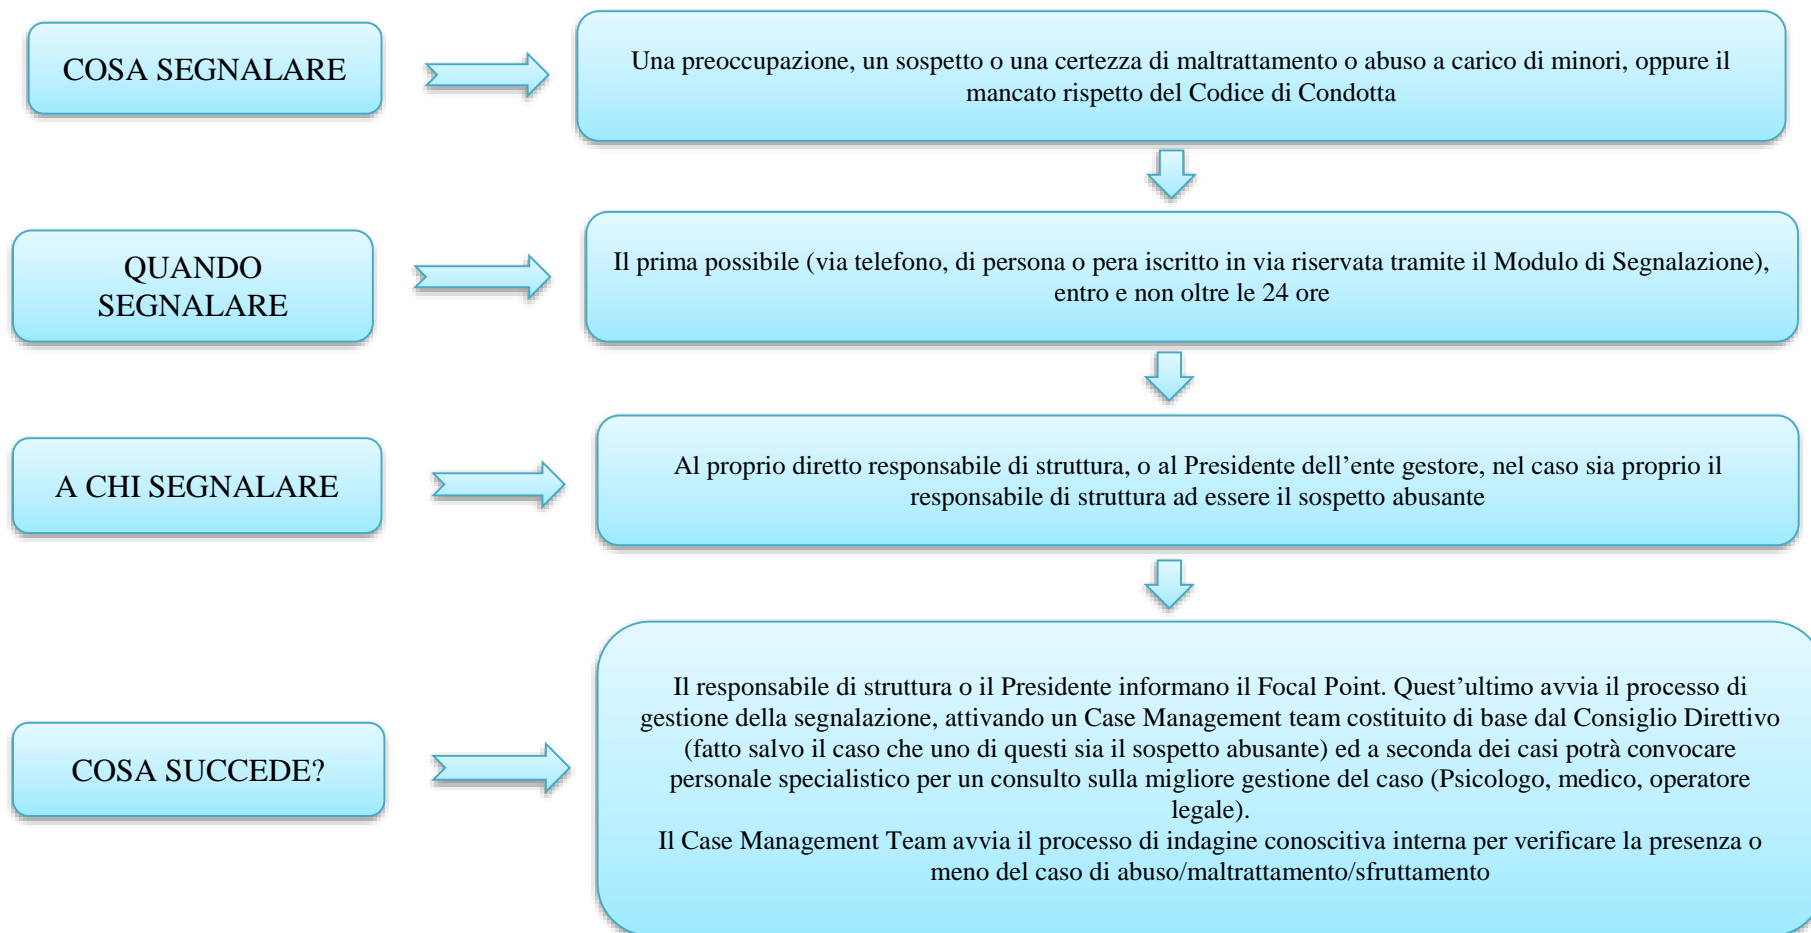 COSA SEGNALARE
Una preoccupazione, un sospetto o una certezza di maltrattamento o abuso a carico di minori, oppure il
mancato rispetto del Codice di Condotta
QUANDO
SEGNALARE
Il prima possibile (via telefono, di persona o pera iscritto in via riservata tramite il Modulo di Segnalazione),
entro e non oltre le 24 ore
A CHI SEGNALARE
Al proprio diretto responsabile di struttura, o al Presidente dell’ente gestore, nel caso sia proprio il
responsabile di struttura ad essere il sospetto abusante
COSA SUCCEDE?
Il responsabile di struttura o il Presidente informano il Focal Point. Quest’ultimo avvia il processo di
gestione della segnalazione, attivando un Case Management team costituito di base dal Consiglio Direttivo
(fatto salvo il caso che uno di questi sia il sospetto abusante) ed a seconda dei casi potrà convocare
personale specialistico per un consulto sulla migliore gestione del caso (Psicologo, medico, operatore
legale).
Il Case Management Team avvia il processo di indagine conoscitiva interna per verificare la presenza o
meno del caso di abuso/maltrattamento/sfruttamento